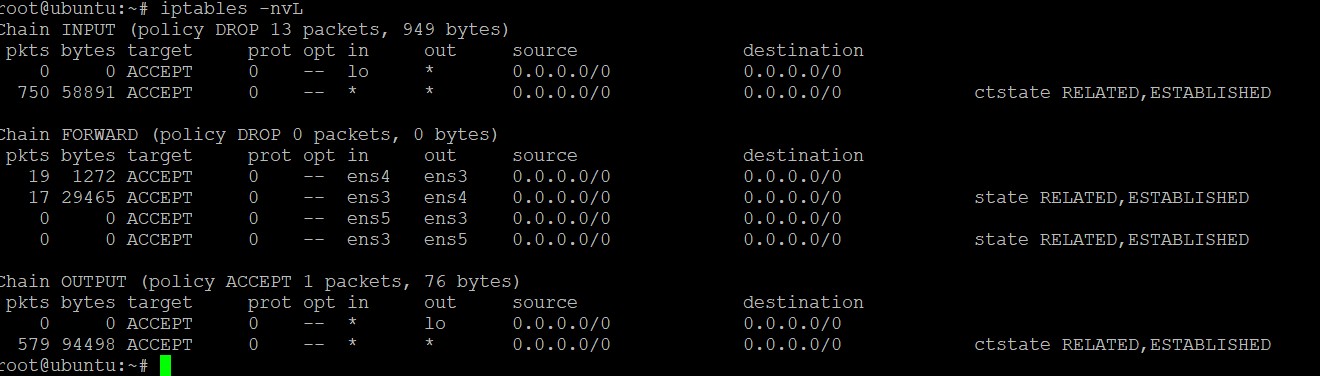 root@ubuntu:~# iptables -nvL
Chain INPUT (policy DROP 13 packets, 949 bytes)
pkts bytes target prot opt in out source destination
0 0 ACCEPT 0 -- lo * 0.0.0.0/0 0.0.0.0/0
750 58891 ACCEPT 0 -- * * 0.0.0.0/0 0.0.0.0/0 ctstate RELATED,ESTABLISHED
Chain FORWARD (policy DROP 0 packets, 0 bytes)
pkts bytes target prot opt in out source destination
19 1272 ACCEPT 0 -- ens4 ens3 0.0.0.0/0 0.0.0.0/0
17 29465 ACCEPT 0 -- ens3 ens4 0.0.0.0/0 0.0.0.0/0 state RELATED,ESTABLISHED
0 0 ACCEPT 0 -- ens5 ens3 0.0.0.0/0 0.0.0.0/0
0 0 ACCEPT 0 -- ens3 ens5 0.0.0.0/0 0.0.0.0/0 state RELATED,ESTABLISHED
Chain OUTPUT (policy ACCEPT 1 packets, 76 bytes)
pkts bytes target prot opt in out source destination
0 0 ACCEPT 0 -- * lo 0.0.0.0/0 0.0.0.0/0
579 94498 ACCEPT 0 -- * * 0.0.0.0/0 0.0.0.0/0 ctstate RELATED,ESTABLISHED
root@ubuntu:~#